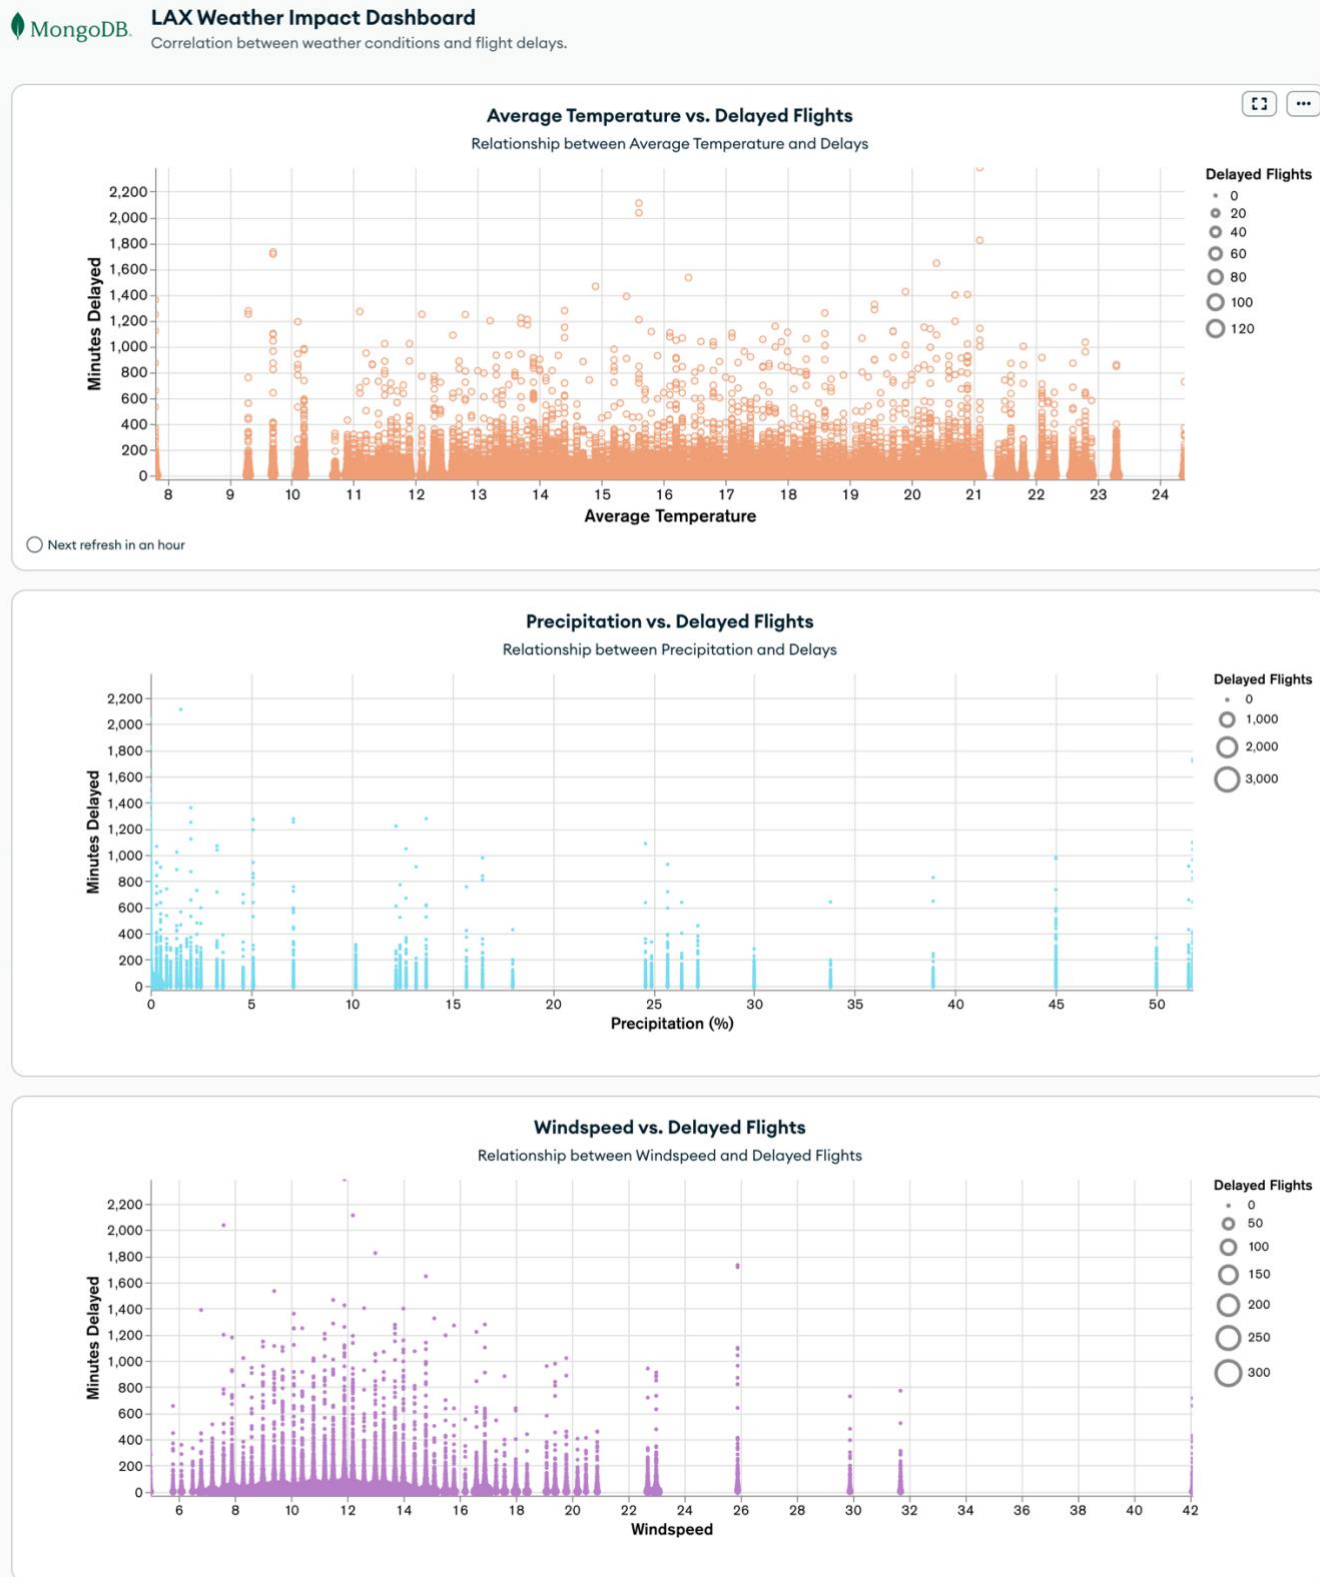 MongoDB.
LAX Weather Impact Dashboard
Correlation between weather conditions and flight delays.
Average Temperature vs. Delayed Flights
Relationship between Average Temperature and Delays
Minutes Delayed
2,200
2,000
1,800
1,600
1,400
1,200
1,000
800
600
400
200
0
8 9 10 11 12 13 14 15 16 17 18 19 20 21 22 23 24
Average Temperature
Delayed Flights
0
20
40
60
80
100
120
Next refresh in an hour
Precipitation vs. Delayed Flights
Relationship between Precipitation and Delays
Minutes Delayed
2,200
2,000
1,800
1,600
1,400
1,200
1,000
800
600
400
200
0
0 5 10 15 20 25 30 35 40 45 50
Precipitation (%)
Delayed Flights
0
1,000
2,000
3,000
Windspeed vs. Delayed Flights
Relationship between Windspeed and Delayed Flights
Minutes Delayed
2,200
2,000
1,800
1,600
1,400
1,200
1,000
800
600
400
200
0
6 8 10 12 14 16 18 20 22 24 26 28 30 32 34 36 38 40 42
Windspeed
Delayed Flights
0
50
100
150
200
250
300